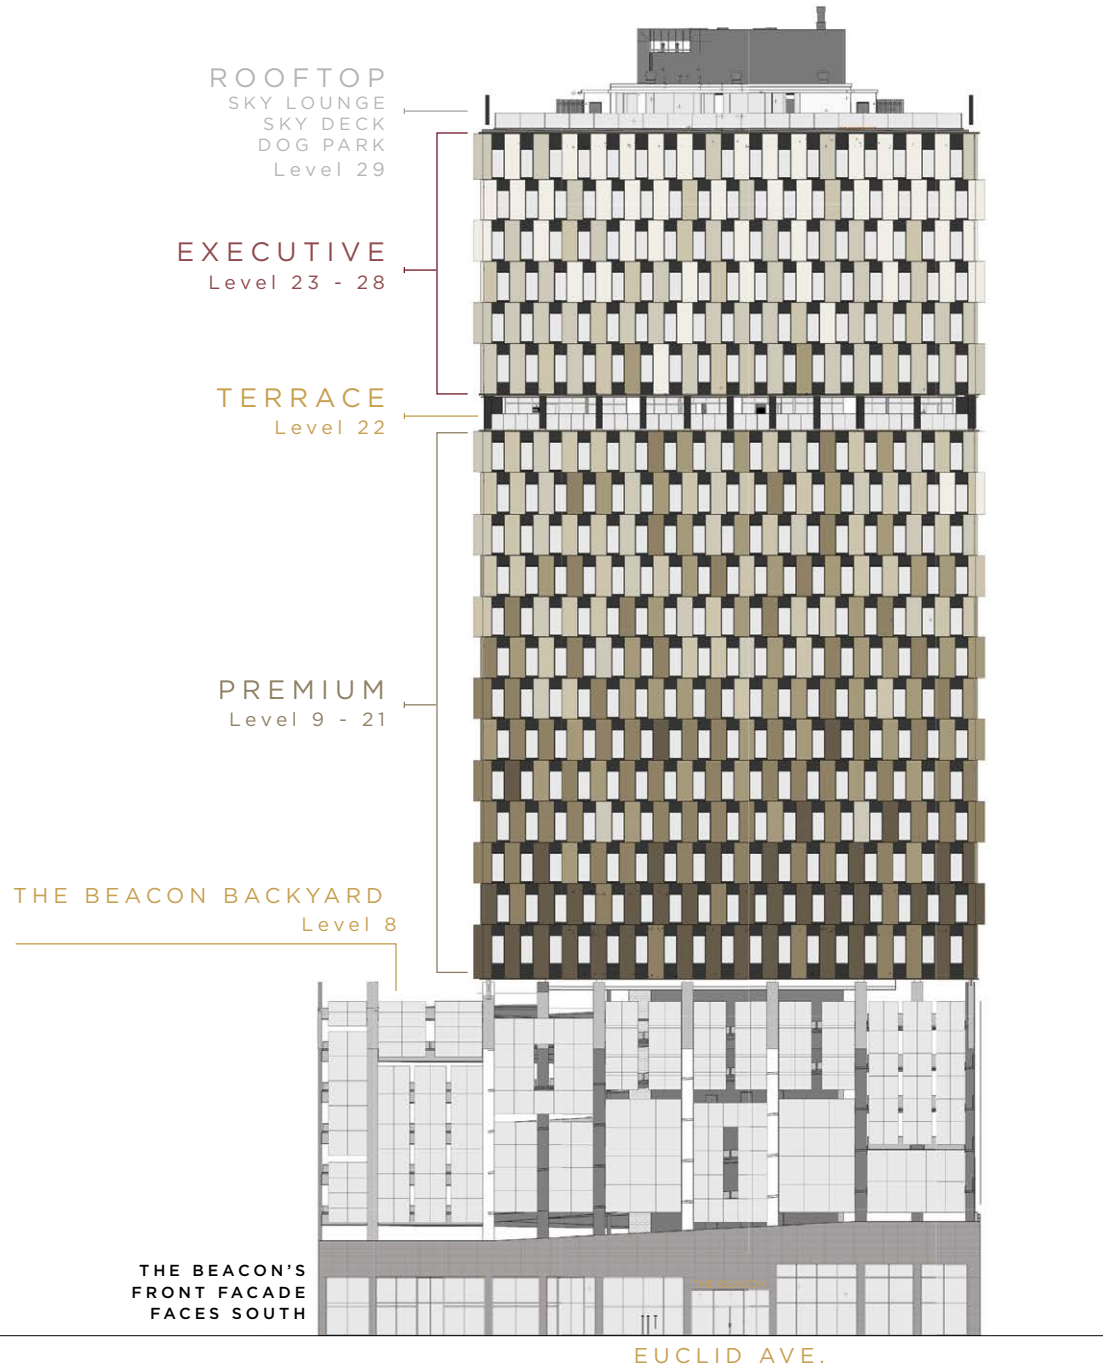 ROOFTOP
SKY LOUNGE
SKY DECK
DOG PARK
Level 29
EXECUTIVE
Level 23 - 28
TERRACE
Level 22
PREMIUM
Level 9 - 21
THE BEACON BACKYARD
Level 8
THE BEACON'S
FRONT FACADE
FACES SOUTH
EUCLID AVE.